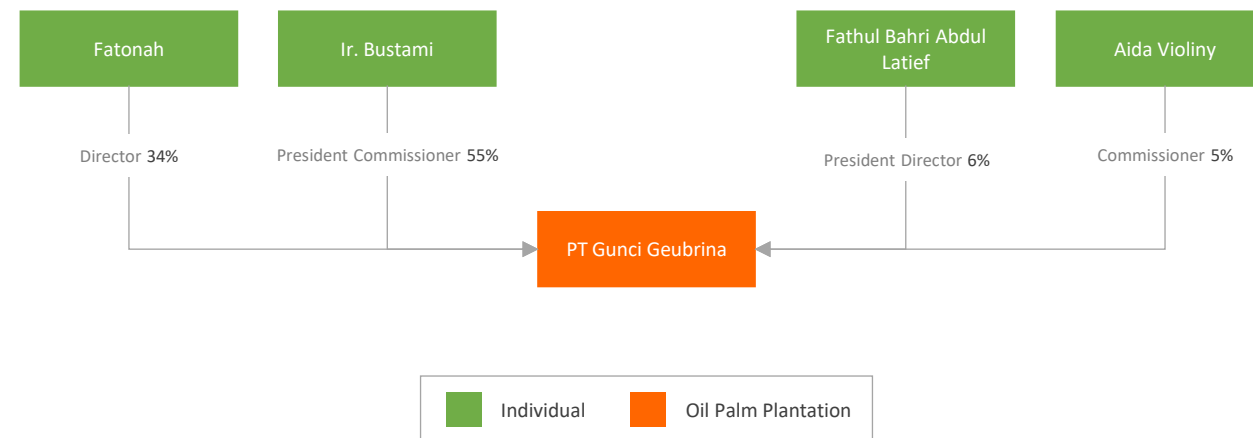 Fatonah
Ir. Bustami
Fathul Bahri Abdul
Latief
Aida Violiny
Director 34%
President Commissioner 55%
President Director 6%
Commissioner 5%
PT Gunci Geubrina
Individual
Oil Palm Plantation